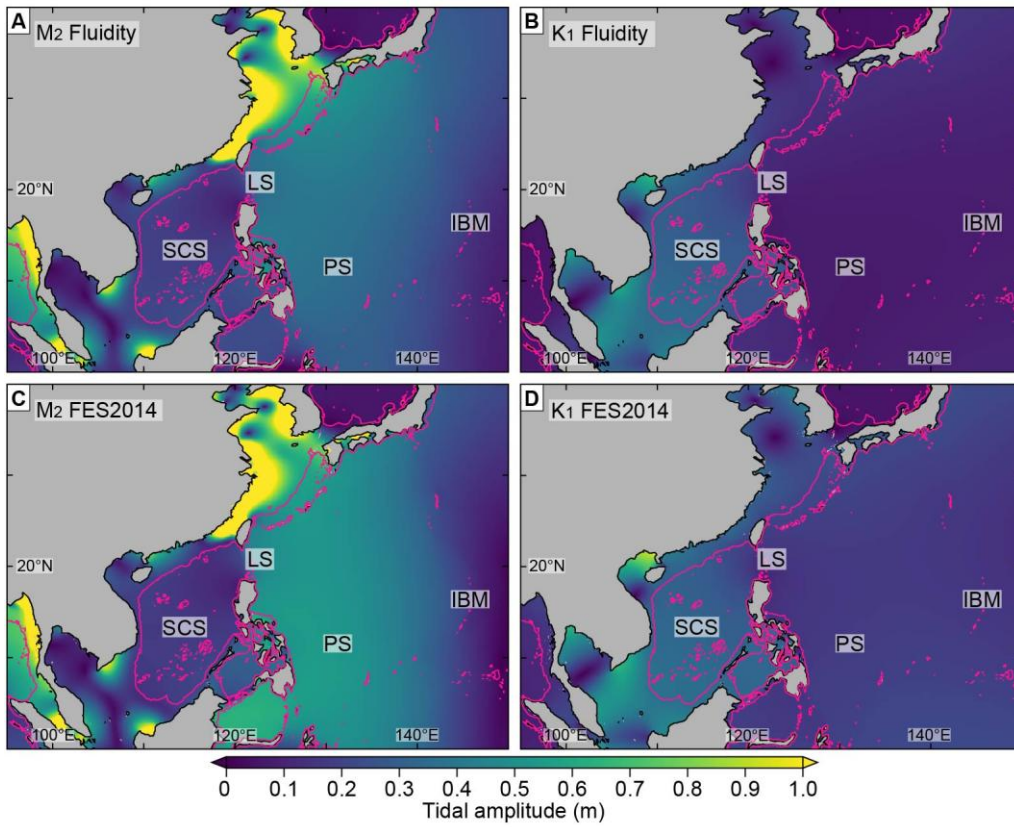 A
M2 Fluidity
LS
20°N
IBM
SCS
PS
100°E
120°E
140°E
B
K1 Fluidity
LS
20°N
IBM
SCS
PS
100°E
120°E
140°E
C
M2 FES2014
LS
20°N
IBM
SCS
PS
100°E
120°E
140°E
D
K1 FES2014
LS
20°N
IBM
SCS
PS
100°E
120°E
140°E
0 0.1 0.2 0.3 0.4 0.5 0.6 0.7 0.8 0.9 1.0
Tidal amplitude (m)